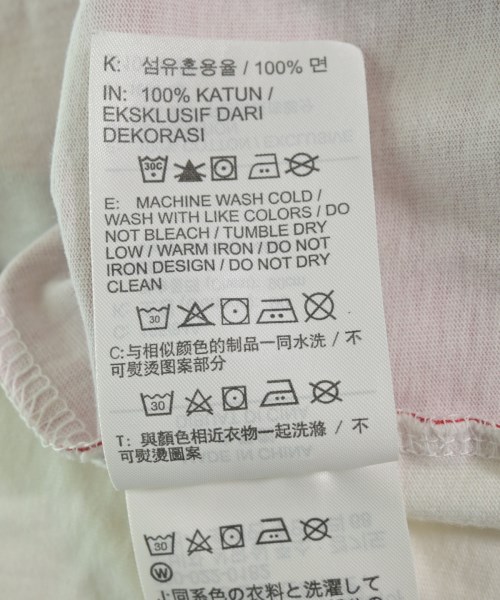 K: 섬유혼용율 / 100% 면
IN: 100% KATUN /
EKSKLUSIF DARI
DEKORASI
30C
E: MACHINE WASH COLD /
WASH WITH LIKE COLORS / DO
NOT BLEACH / TUMBLE DRY
LOW / WARM IRON / DO NOT
IRON DESIGN / DO NOT DRY
CLEAN
30
C:与相似颜色的制品一同水洗 / 不
可熨烫图案部分
30
T: 與顏色相近衣物一起洗滌 / 不
可熨燙圖案
30
W
小同系色の衣料と洗濯して